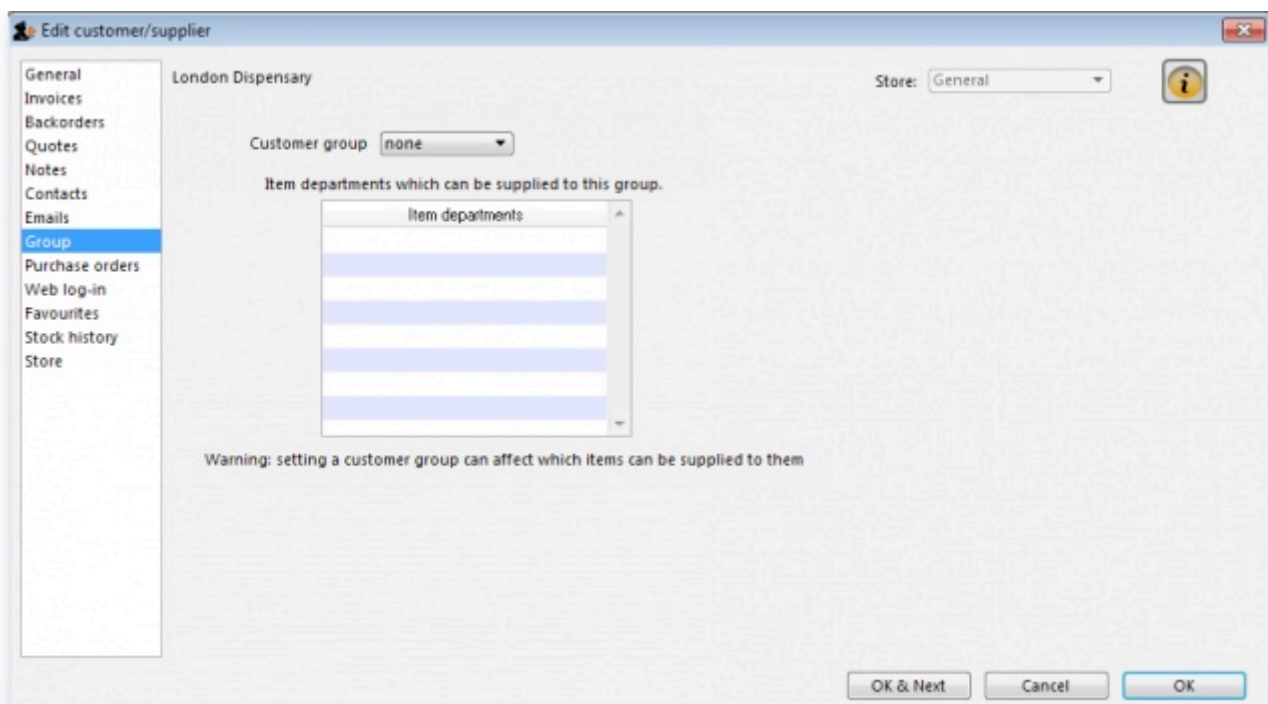 Edit customer/supplier
General
Invoices
Backorders
Quotes
Notes
Contacts
Emails
Group
Purchase orders
Web log-in
Favourites
Stock history
Store
London Dispensary
Store: General
Customer group none
Item departments which can be supplied to this group.
Item departments
Warning: setting a customer group can affect which items can be supplied to them
OK & Next Cancel OK